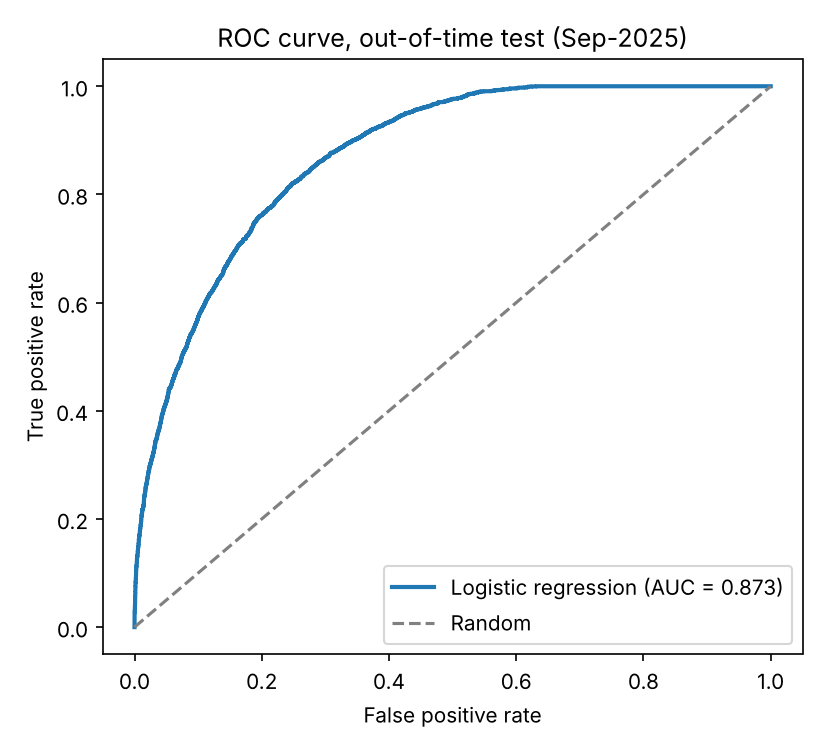 ROC curve, out-of-time test (Sep-2025)
1.0
0.8
0.6
0.4
0.2
0.0
True positive rate
Logistic regression (AUC = 0.873)
Random
0.0 0.2 0.4 0.6 0.8 1.0
False positive rate